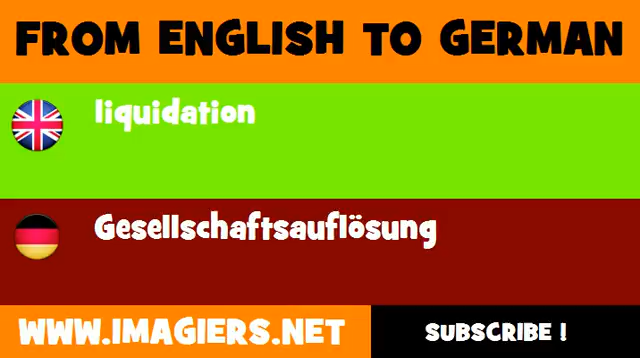 FROM ENGLISH TO GERMAN
liquidation
Gesellschaftsauflösung
WWW.IMAGIERS.NET
SUBSCRIBE !